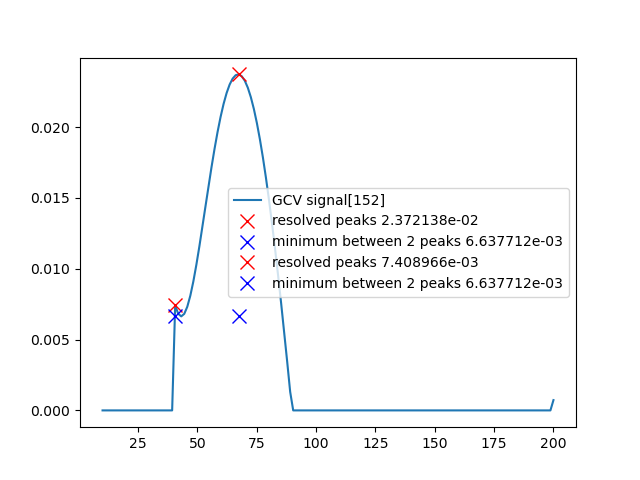 0.020
0.015
0.010
0.005
0.000
GCV signal[152]
resolved peaks 2.372138e-02
minimum between 2 peaks 6.637712e-03
resolved peaks 7.408966e-03
minimum between 2 peaks 6.637712e-03
25 50 75 100 125 150 175 200